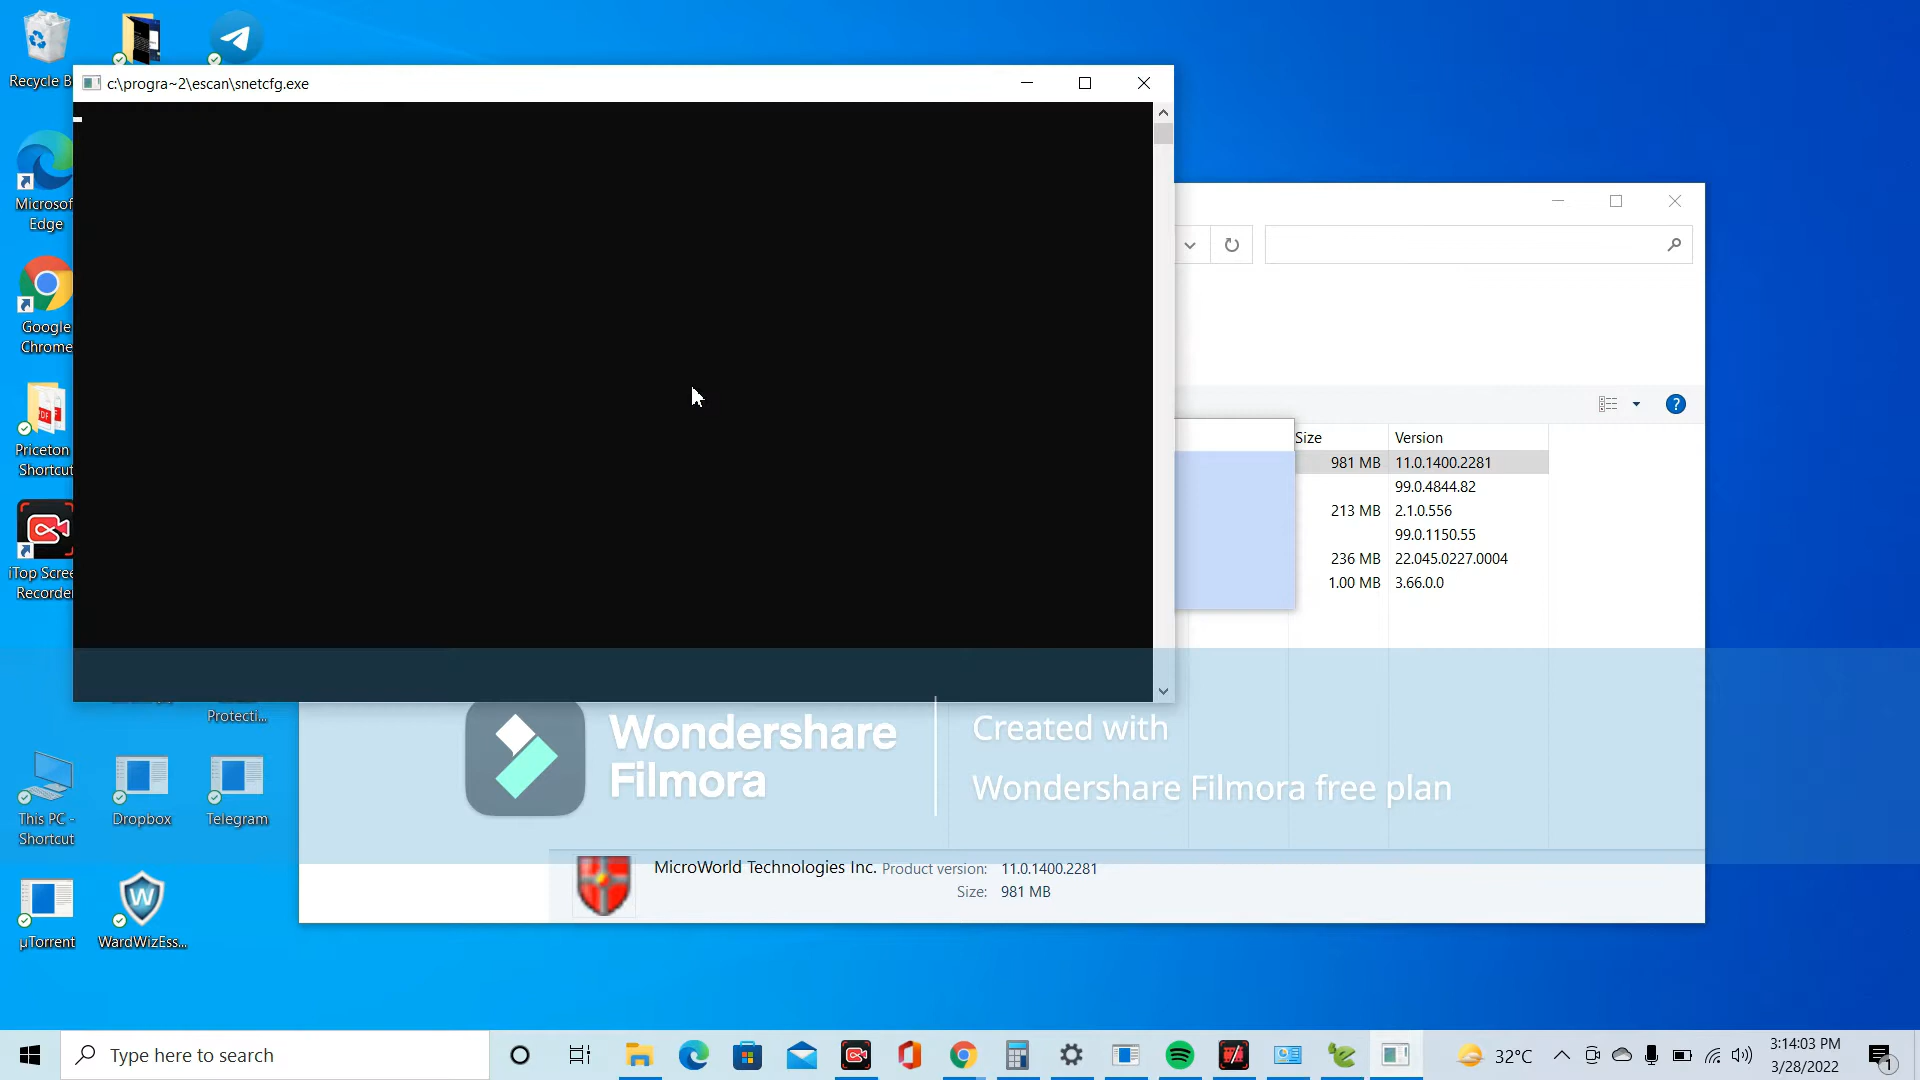 Recycle B
c:\progra~2\escan\snetcfg.exe
Microsof
Edge
Google
Chrome
Priceton
Shortcut
iTop Scree
Recorder
Size
Version
981 MB
11.0.1400.2281
99.0.4844.82
213 MB
2.1.0.556
99.0.1150.55
236 MB
22.045.0227.0004
1.00 MB
3.66.0.0
Protecti...
Wondershare
Filmora
Created with
Wondershare Filmora free plan
This PC -
Shortcut
Dropbox
Telegram
MicroWorld Technologies Inc.
Product version: 11.0.1400.2281
Size: 981 MB
µTorrent
WardWizEss...
Type here to search
32°C
3:14:03 PM
3/28/2022
1